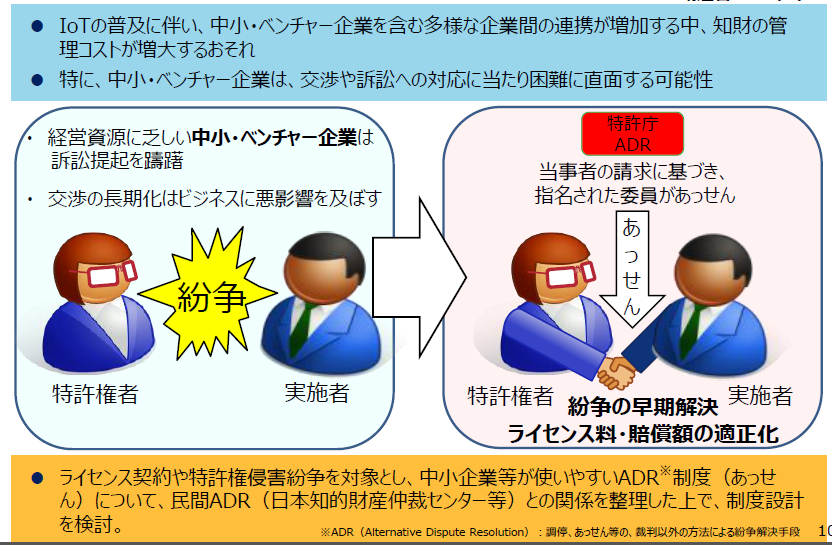 ● IoTの普及に伴い、中小・ベンチャー企業を含む多様な企業間の連携が増加する中、知財の管
理コストが増大するおそれ
● 特に、中小・ベンチャー企業は、交渉や訴訟への対応に当たり困難に直面する可能性
・ 経営資源に乏しい中小・ベンチャー企業は
訴訟提起を躊躇
・ 交渉の長期化はビジネスに悪影響を及ぼす
紛争
特許権者
実施者
特許庁
ADR
当事者の請求に基づき、
指名された委員があっせん
あっせん
特許権者
実施者
紛争の早期解決
ライセンス料・賠償額の適正化
● ライセンス契約や特許権侵害紛争を対象とし、中小企業等が使いやすいADR※制度（あっせ
ん）について、民間ADR（日本知的財産仲裁センター等）との関係を整理した上で、制度設計
を検討。
※ADR（Alternative Dispute Resolution）：調停、あっせん等の、裁判以外の方法による紛争解決手段